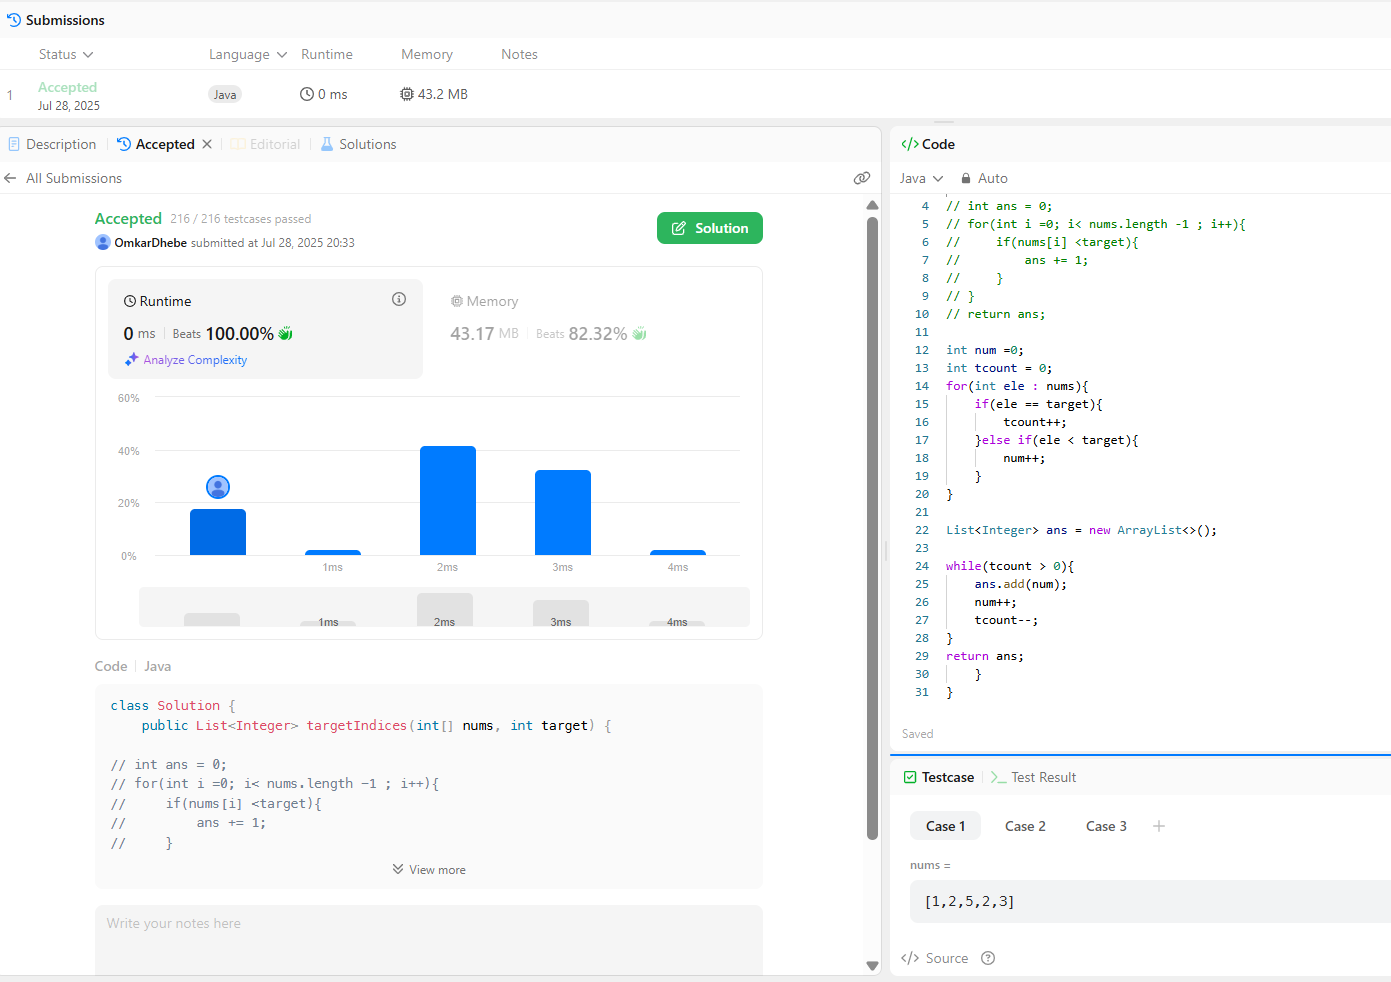 Submissions
Status Language Runtime Memory Notes
1 Accepted Java 0 ms 43.2 MB
Jul 28, 2025
Description Accepted Editorial Solutions
All Submissions
Accepted 216 / 216 testcases passed
OmkarDhebe submitted at Jul 28, 2025 20:33
Solution
Runtime
0 ms Beats 100.00%
Analyze Complexity
Memory
43.17 MB Beats 82.32%
60%
40%
20%
0%
1ms 2ms 3ms 4ms
1ms 2ms 3ms 4ms
Code Java
class Solution {
public List<Integer> targetIndices(int[] nums, int target) {
// int ans = 0;
// for(int i =0; i< nums.length -1 ; i++){
//     if(nums[i] <target){
//         ans += 1;
//     }
View more
Write your notes here
</> Code
Java Auto
4 // int ans = 0;
5 // for(int i =0; i< nums.length -1 ; i++){
6 //     if(nums[i] <target){
7 //         ans += 1;
8 //     }
9 // }
10 // return ans;
11
12 int num =0;
13 int tcount = 0;
14 for(int ele : nums){
15     if(ele == target){
16         tcount++;
17     }else if(ele < target){
18         num++;
19     }
20 }
21
22 List<Integer> ans = new ArrayList<>();
23
24 while(tcount > 0){
25     ans.add(num);
26     num++;
27     tcount--;
28 }
29 return ans;
30     }
31 }
Saved
Testcase Test Result
Case 1 Case 2 Case 3 +
nums =
[1,2,5,2,3]
</> Source ?